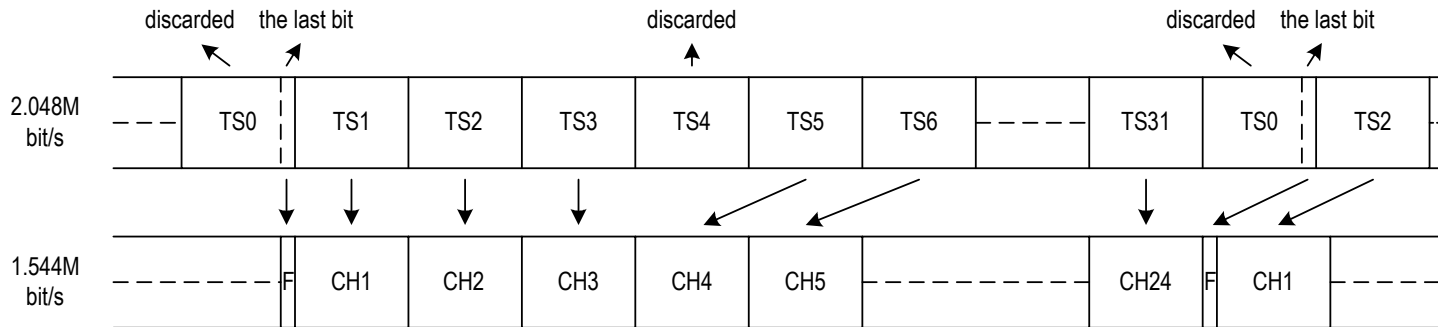 discarded the last bit discarded discarded the last bit
2.048M
bit/s
TS0 TS1 TS2 TS3 TS4 TS5 TS6 TS31 TS0 TS2
1.544M
bit/s
F CH1 CH2 CH3 CH4 CH5 CH24 F CH1